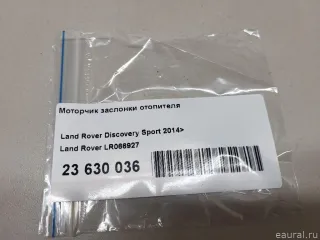 Моторчик заслонки отопителя
Land Rover Discovery Sport 2014>
Land Rover LR066927
23 630 036
eaural.ru